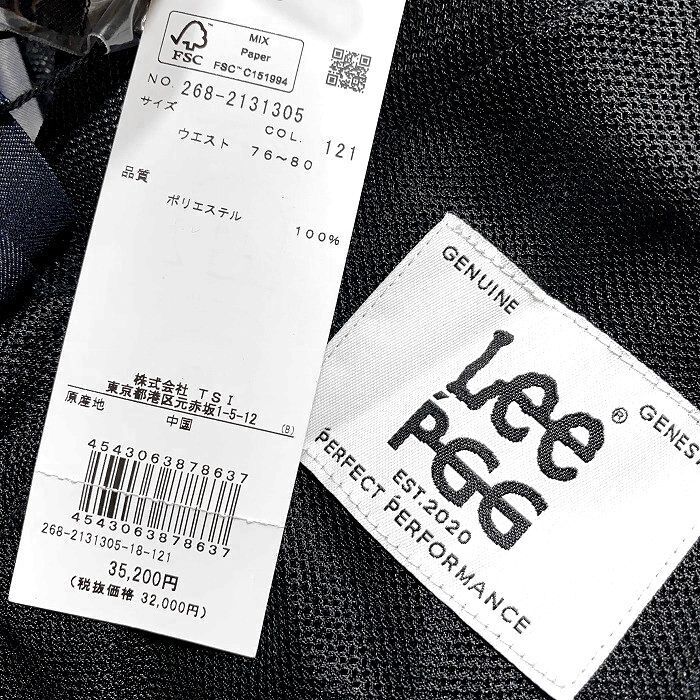 FSC
MIX
Paper
FSC™ C151994
NO. 268-2131305
サイズ
COL. 121
ウエスト 76～80
品質
ポリエステル
100%
株式会社 TSI
東京都港区元赤坂1-5-12
原産地
中国
(8)
4543063878637
4543063878637
268-2131305-18-121
35,200円
(税抜価格 32,000円)
GENUINE
Lee
®
GENES
PGG
EST.2020
PERFECT PERFORMANCE